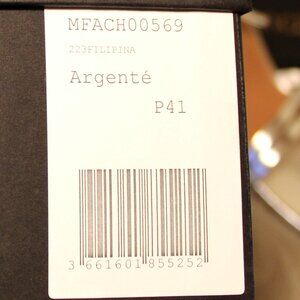 MFACH00569
223FILIPINA
Argenté
P41
3 661601 855252